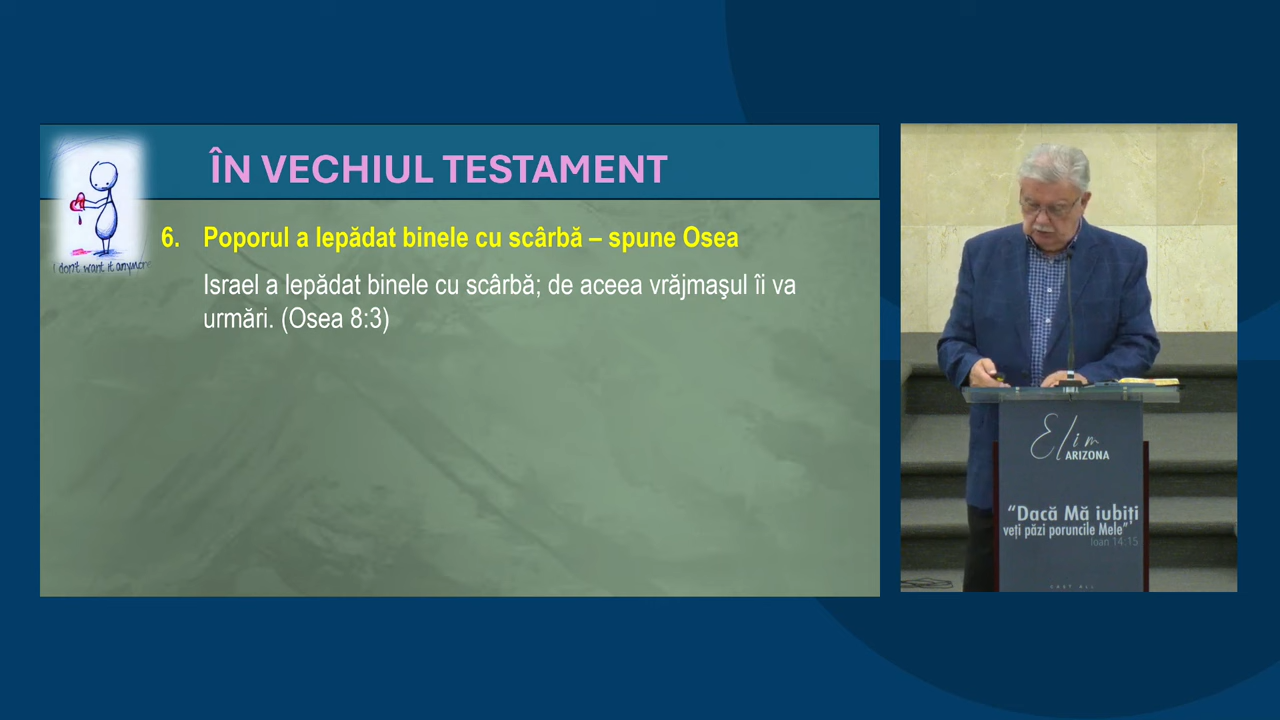 ÎN VECHIUL TESTAMENT
I don't want it anymore
6. Poporul a lepădat binele cu scârbă – spune Osea
Israel a lepădat binele cu scârbă; de aceea vrăjmaşul îi va
urmări. (Osea 8:3)
Elim
ARIZONA
“Dacă Mă iubiți
veți păzi poruncile Mele”
Ioan 14:15